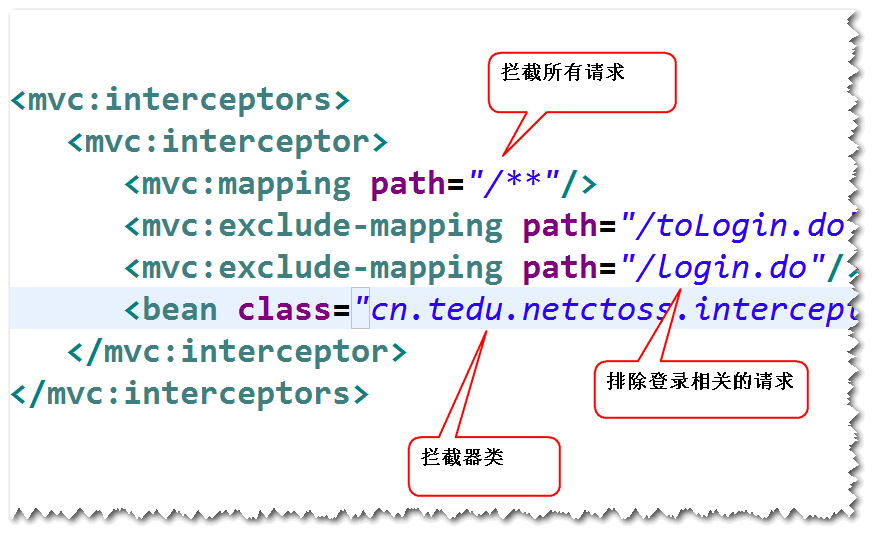 拦截所有请求
<mvc:interceptors>
<mvc:interceptor>
<mvc:mapping path="/**"/>
<mvc:exclude-mapping path="/toLogin.do"
<mvc:exclude-mapping path="/login.do"/>
<bean class="cn.tedu.netctoss.intercept
</mvc:interceptor>
排除登录相关的请求
</mvc:interceptors>
拦截器类